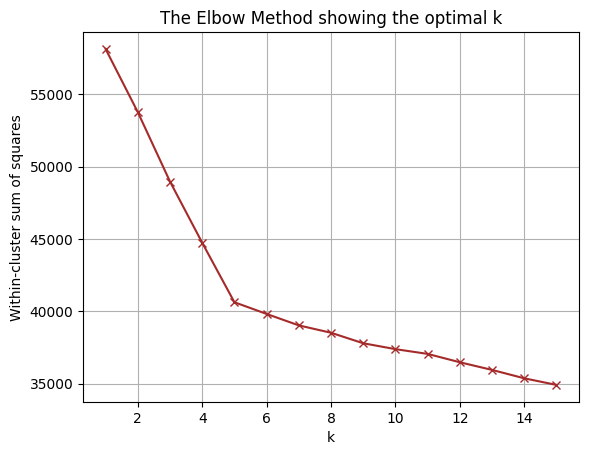 The Elbow Method showing the optimal k
Within-cluster sum of squares
55000
50000
45000
40000
35000
2 4 6 8 10 12 14
k